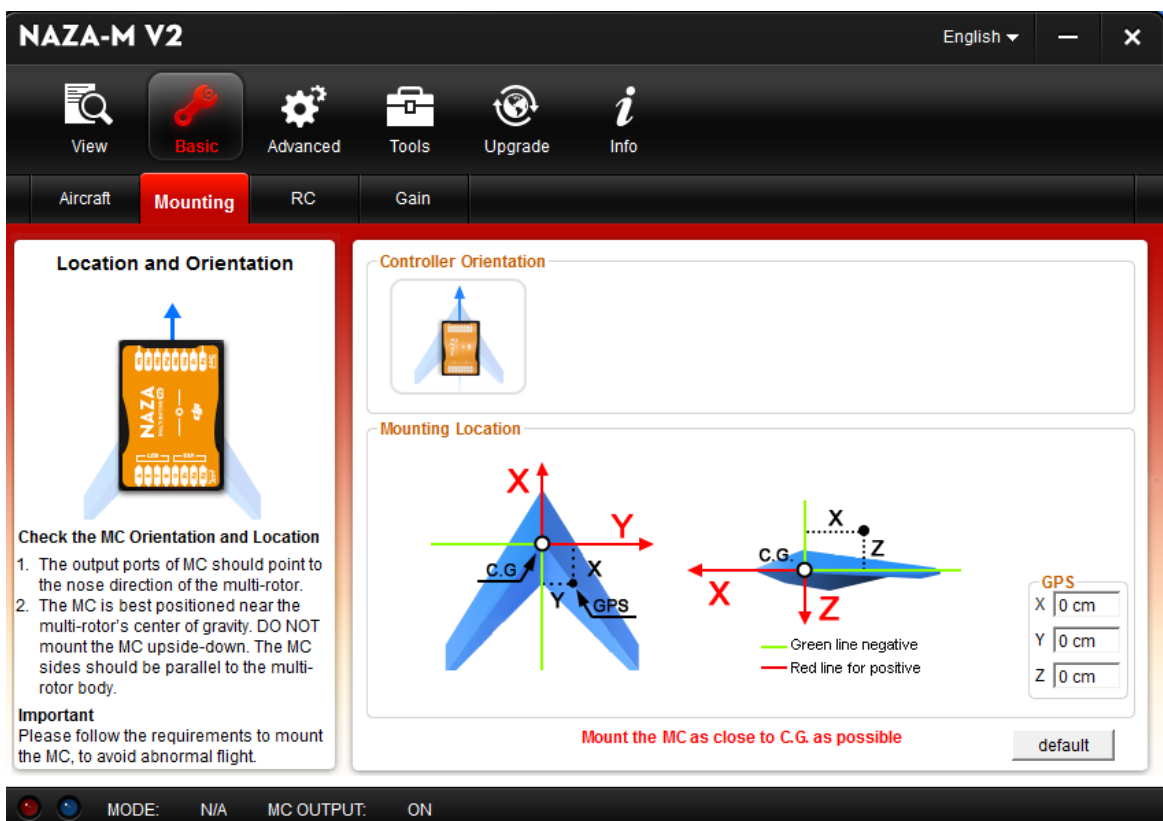 NAZA-M V2
English
View
Basic
Advanced
Tools
Upgrade
Info
Aircraft
Mounting
RC
Gain
Location and Orientation
NAZA
dji
LED
EXP
Check the MC Orientation and Location
1. The output ports of MC should point to
the nose direction of the multi-rotor.
2. The MC is best positioned near the
multi-rotor's center of gravity. DO NOT
mount the MC upside-down. The MC
sides should be parallel to the multi-
rotor body.
Important
Please follow the requirements to mount
the MC, to avoid abnormal flight.
Controller Orientation
NAZA
Mounting Location
X
Y
C.G
X
Y
GPS
X
C.G.
Z
X
Z
Green line negative
Red line for positive
GPS
X 0 cm
Y 0 cm
Z 0 cm
Mount the MC as close to C.G. as possible
default
MODE: N/A MC OUTPUT: ON